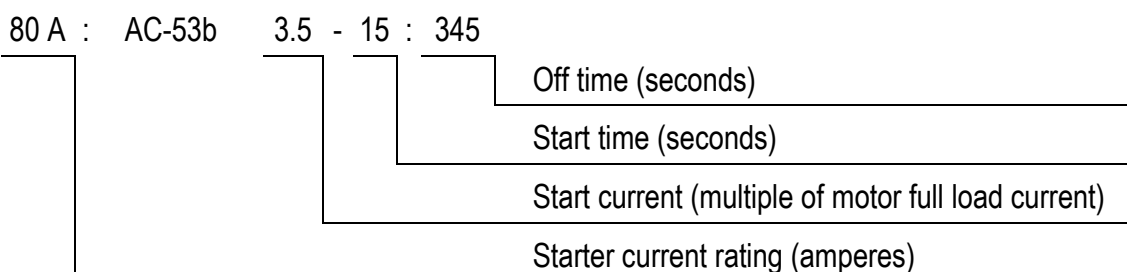 80 A : AC-53b 3.5 - 15 : 345
Off time (seconds)
Start time (seconds)
Start current (multiple of motor full load current)
Starter current rating (amperes)